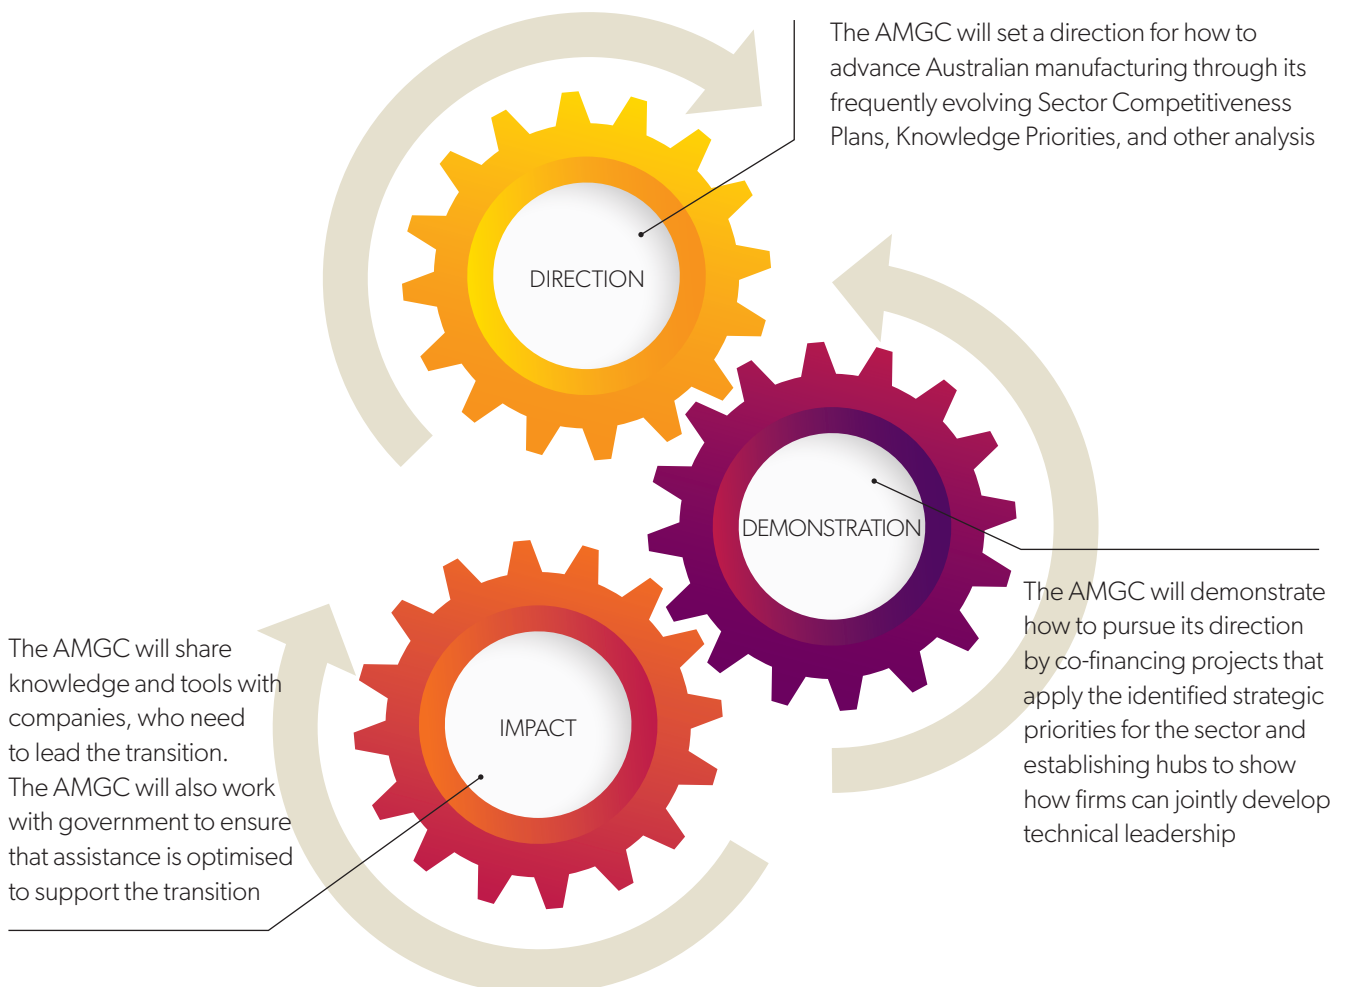 The AMGC will set a direction for how to
advance Australian manufacturing through its
frequently evolving Sector Competitiveness
Plans, Knowledge Priorities, and other analysis
DIRECTION
DEMONSTRATION
The AMGC will demonstrate
how to pursue its direction
by co-financing projects that
apply the identified strategic
priorities for the sector and
establishing hubs to show
how firms can jointly develop
technical leadership
IMPACT
The AMGC will share
knowledge and tools with
companies, who need
to lead the transition.
The AMGC will also work
with government to ensure
that assistance is optimised
to support the transition